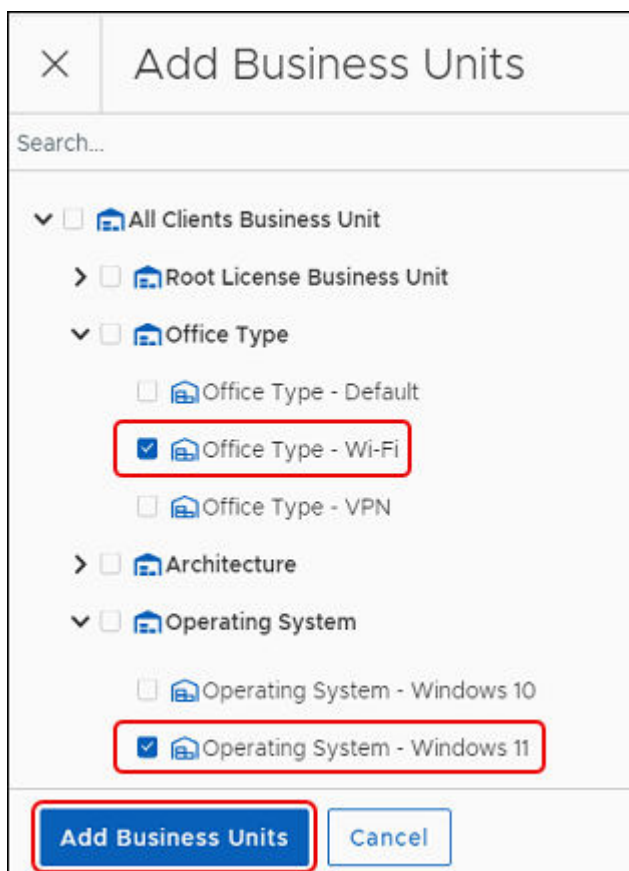 Add Business Units
Search...
All Clients Business Unit
Root License Business Unit
Office Type
Office Type - Default
Office Type - Wi-Fi
Office Type - VPN
Architecture
Operating System
Operating System - Windows 10
Operating System - Windows 11
Add Business Units
Cancel